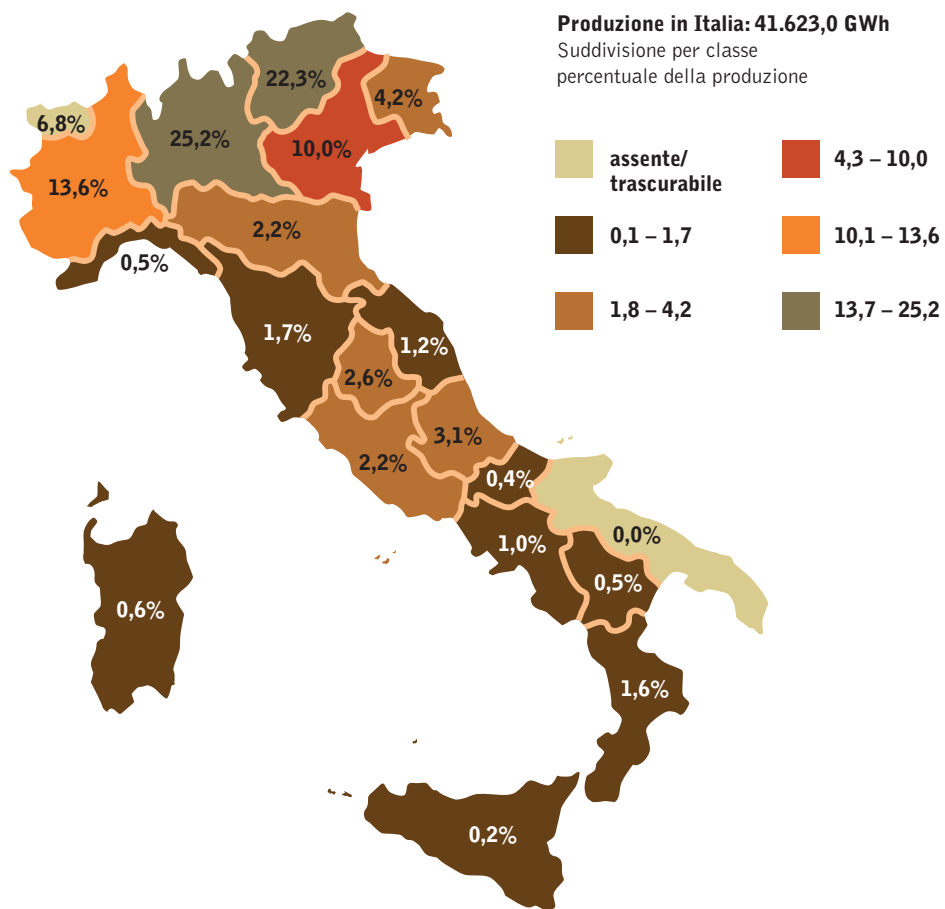 Produzione in Italia: 41.623,0 GWh
Suddivisione per classe
percentuale della produzione
assente/
trascurabile
4,3 – 10,0
0,1 – 1,7
10,1 – 13,6
1,8 – 4,2
13,7 – 25,2
22,3%
4,2%
6,8%
25,2%
10,0%
13,6%
2,2%
0,5%
1,7%
1,2%
2,6%
3,1%
2,2%
0,4%
1,0%
0,0%
0,5%
0,6%
1,6%
0,2%